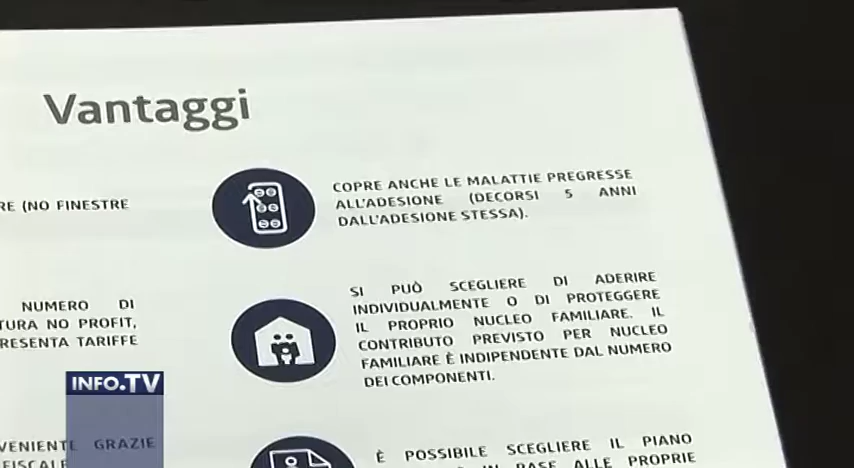 Vantaggi
RE (NO FINESTRE
NUMERO DI
TURA NO PROFIT,
RESENTA TARIFFE
VENIENTE GRAZIE
FISCALE
COPRE ANCHE LE MALATTIE PREGRESSE
ALL'ADESIONE (DECORSI 5 ANNI
DALL'ADESIONE STESSA).
SI PUÒ SCEGLIERE DI ADERIRE
INDIVIDUALMENTE O DI PROTEGGERE
IL PROPRIO NUCLEO FAMILIARE. IL
CONTRIBUTO PREVISTO PER NUCLEO
FAMILIARE È INDIPENDENTE DAL NUMERO
DEI COMPONENTI.
È POSSIBILE SCEGLIERE IL PIANO
IN BASE ALLE PROPRIE
INFO.TV